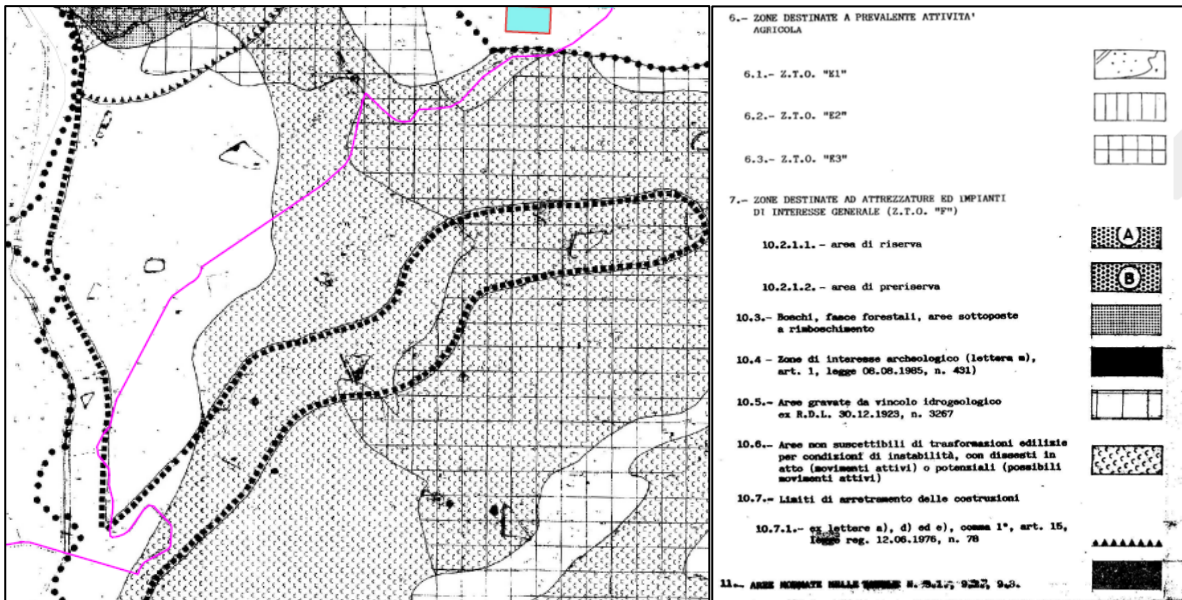 6.- ZONE DESTINATE A PREVALENTE ATTIVITA'
AGRICOLA
6.1.- Z.T.O. "E1"
6.2.- Z.T.O. "E2"
6.3.- Z.T.O. "E3"
7.- ZONE DESTINATE AD ATTREZZATURE ED IMPIANTI
DI INTERESSE GENERALE (Z.T.O. "F")
10.2.1.1.- area di riserva
A
10.2.1.2.- area di preriserva
B
10.3.- Boschi, fasce forestali, aree sottoposte
a rimboschimento
10.4 - Zone di interesse archeologico (lettera m),
art. 1, legge 08.08.1985, n. 431)
10.5.- Aree gravate da vincolo idrogeologico
ex R.D.L. 30.12.1923, n. 3267
10.6.- Aree non suscettibili di trasformazioni edilizie
per condizioni di instabilità, con dissesti in
atto (movimenti attivi) o potenziali (possibili
movimenti attivi)
10.7.- Limiti di arretramento delle costruzioni
10.7.1.- ex lettere a), d) ed e), comma 1°, art. 15,
legge reg. 12.06.1976, n. 78
11.- AREE NORMATE NELLE N. 9.3.